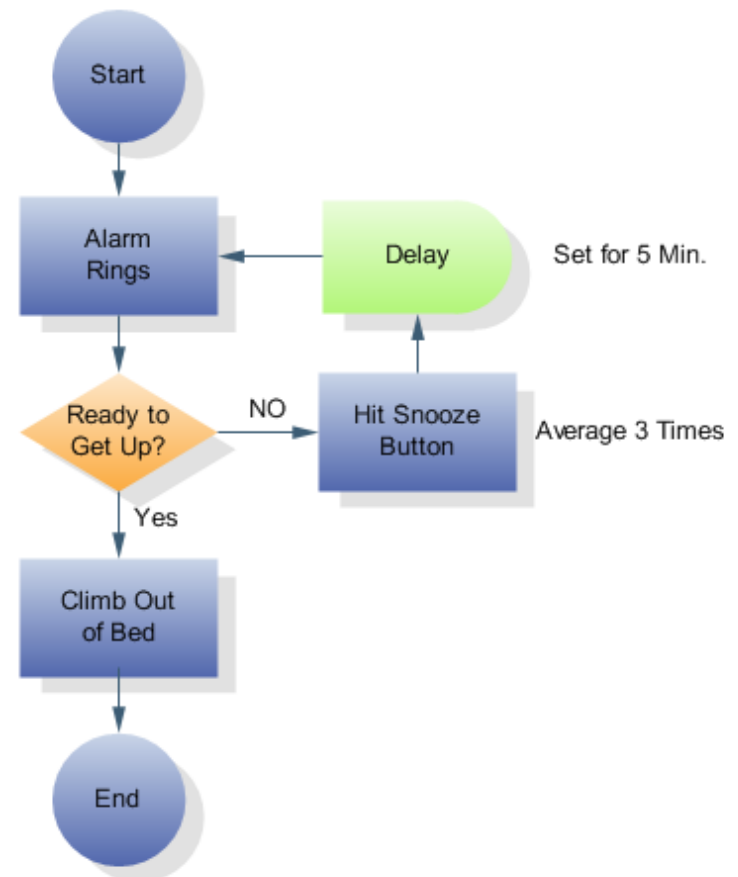 Start
Alarm
Rings
Delay
Set for 5 Min.
Ready to
Get Up?
NO
Hit Snooze
Button
Average 3 Times
Yes
Climb Out
of Bed
End